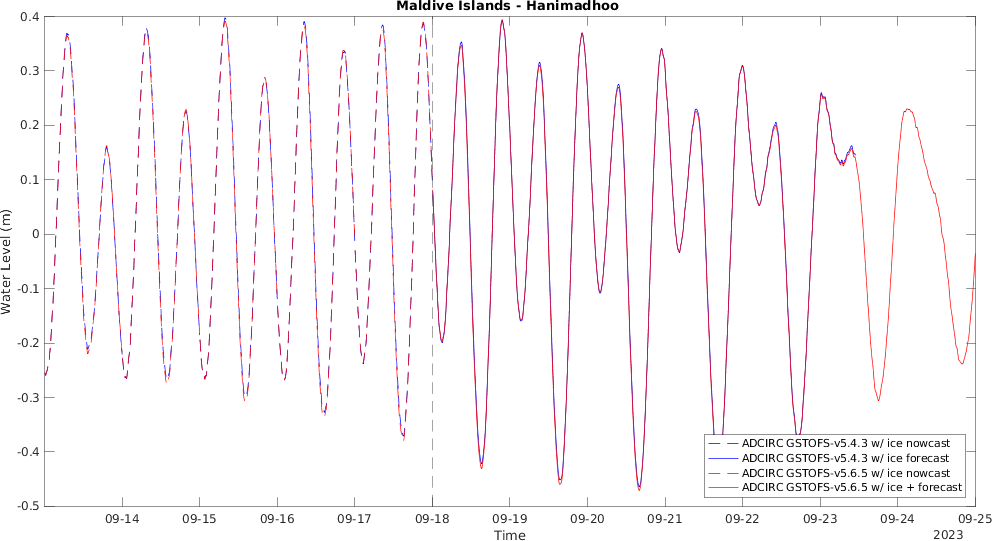 Maldive Islands - Hanimadhoo
0.4
0.3
0.2
0.1
0
-0.1
-0.2
-0.3
-0.4
-0.5
Water Level (m)
ADCIRC GSTOFS-v5.4.3 w/ ice nowcast
ADCIRC GSTOFS-v5.4.3 w/ ice forecast
ADCIRC GSTOFS-v5.6.5 w/ ice nowcast
ADCIRC GSTOFS-v5.6.5 w/ ice + forecast
09-14 09-15 09-16 09-17 09-18 09-19 09-20 09-21 09-22 09-23 09-24 09-25
Time
2023